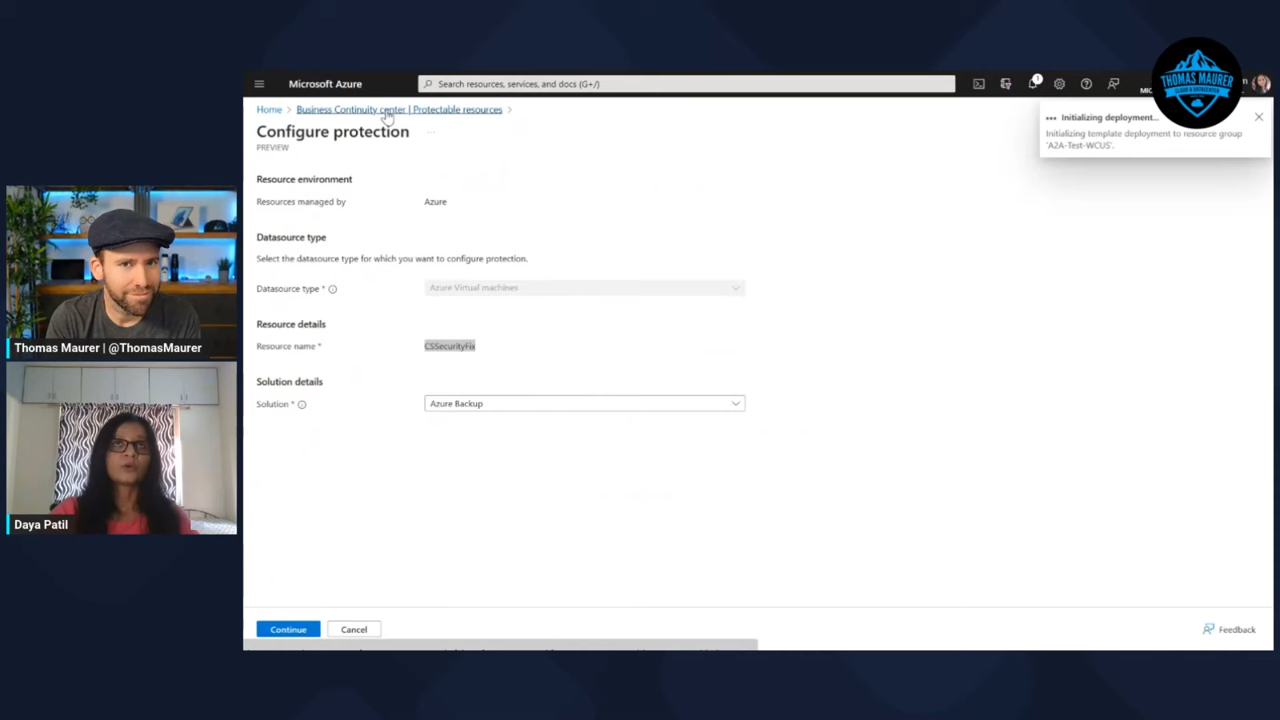 Microsoft Azure
Search resources, services, and docs (G+/)
1
THOMAS MAURER
CLOUD & DATACENTER
Home > Business Continuity center | Protectable resources >
Configure protection ...
PREVIEW
Initializing deployment...
Initializing template deployment to resource group
'A2A-Test-WCUS'.
Resource environment
Resources managed by Azure
Datasource type
Select the datasource type for which you want to configure protection.
Datasource type * Azure Virtual machines
Resource details
Resource name * CSSecurityFix
Solution details
Solution * Azure Backup
Continue
Cancel
Feedback
Thomas Maurer | @ThomasMaurer
Daya Patil